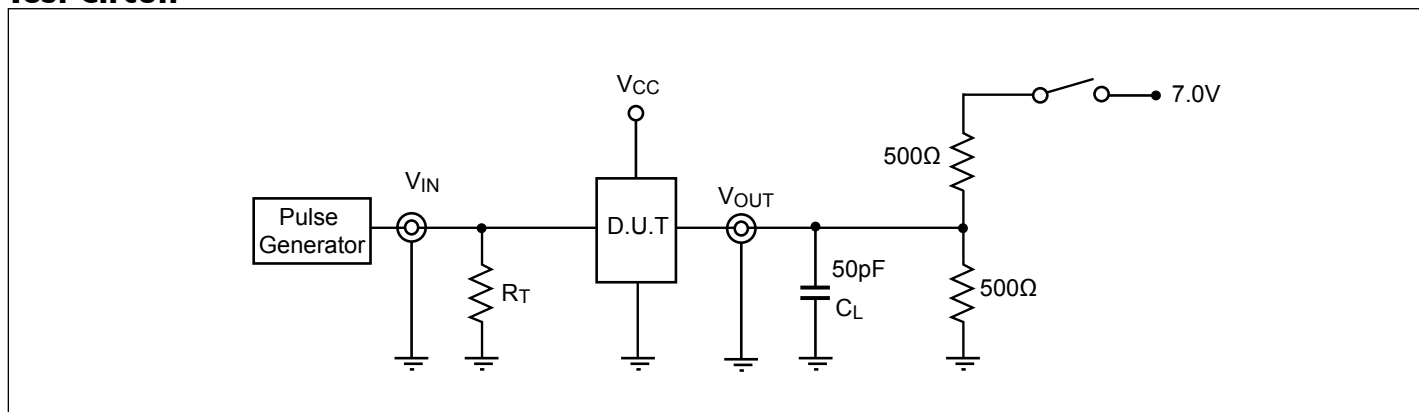 VCC
7.0V
500Ω
VIN
VOUT
Pulse
Generator
D.U.T
RT
50pF
CL
500Ω